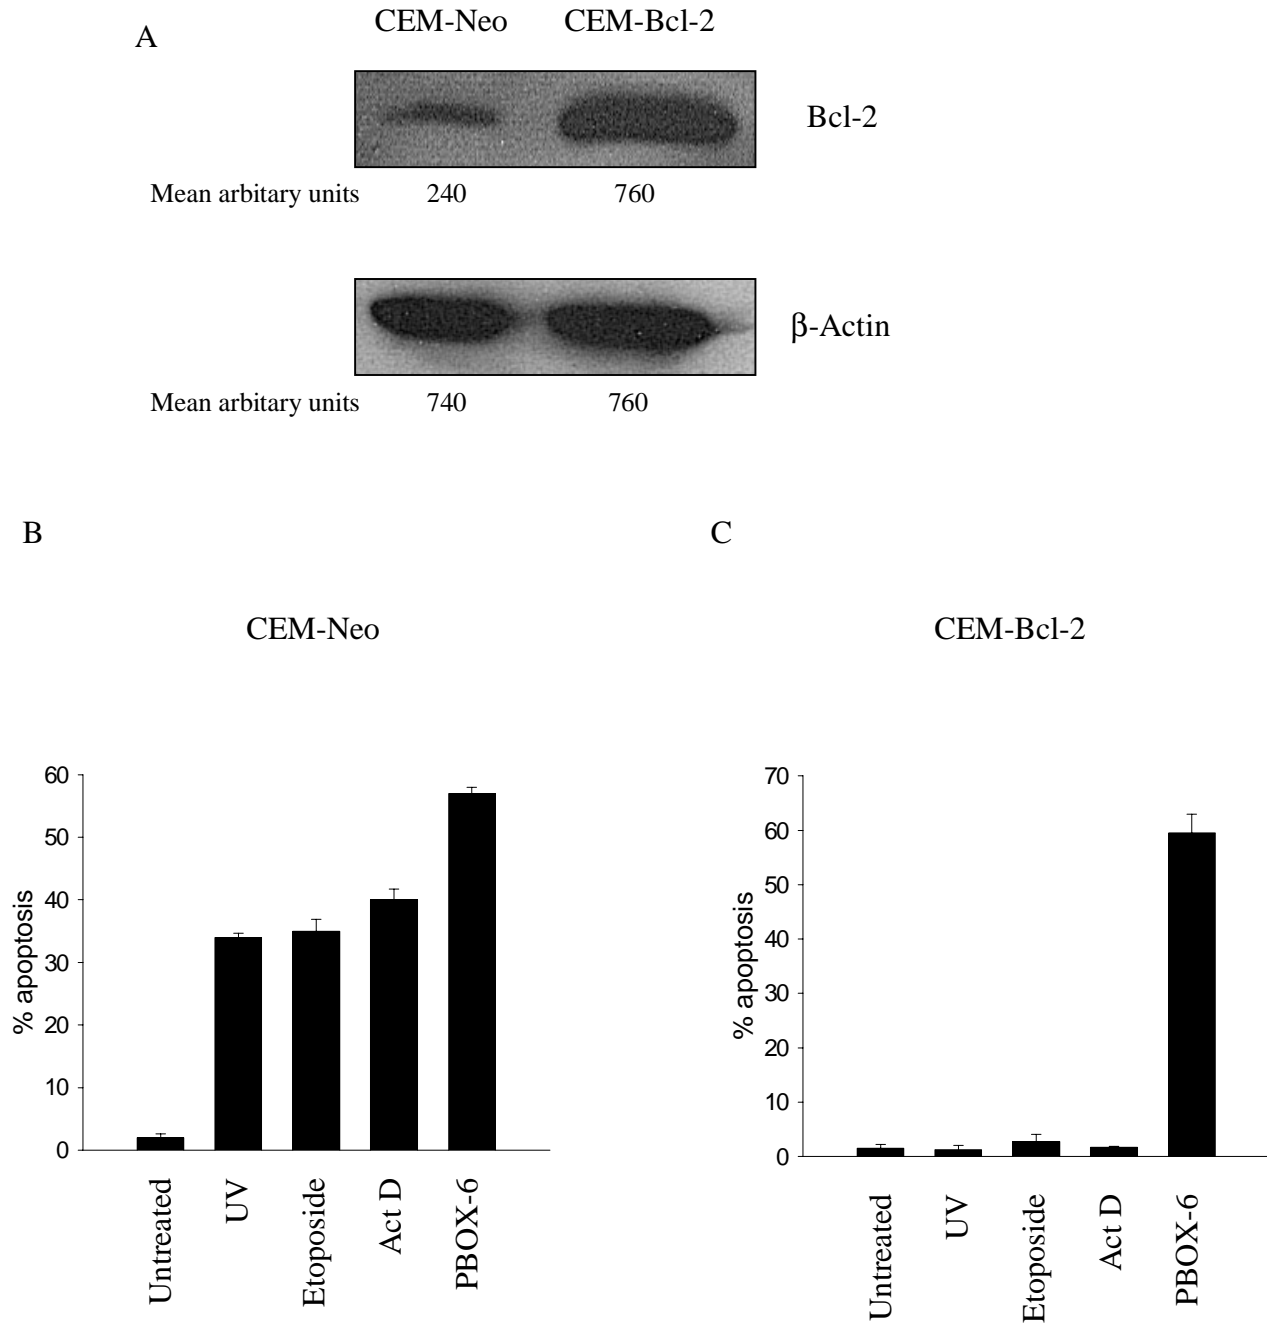 A
CEM-Neo CEM-Bcl-2
Bcl-2
Mean arbitary units 240 760
β-Actin
Mean arbitary units 740 760
B
CEM-Neo
% apoptosis
60
50
40
30
20
10
0
Untreated
UV
Etoposide
Act D
PBOX-6
C
CEM-Bcl-2
% apoptosis
70
60
50
40
30
20
10
0
Untreated
UV
Etoposide
Act D
PBOX-6